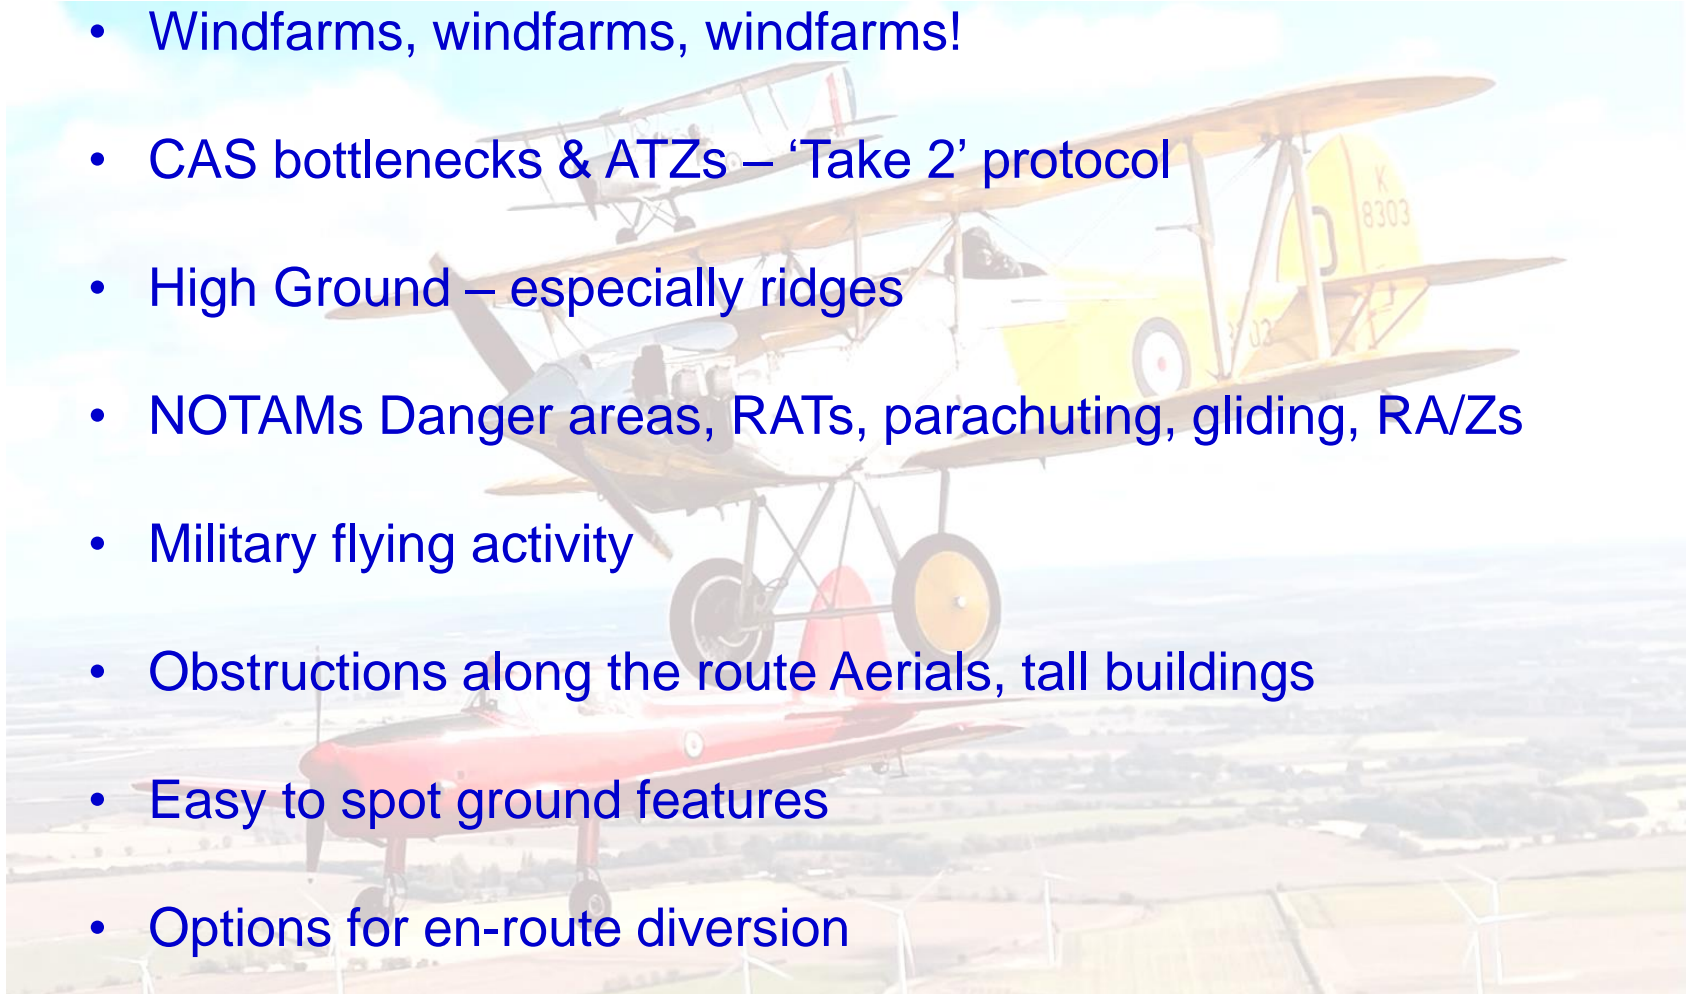 • Windfarms, windfarms, windfarms!
• CAS bottlenecks & ATZs – ‘Take 2’ protocol
K
8303
D
• High Ground – especially ridges
• NOTAMs Danger areas, RATs, parachuting, gliding, RA/Zs
• Military flying activity
• Obstructions along the route Aerials, tall buildings
• Easy to spot ground features
• Options for en-route diversion